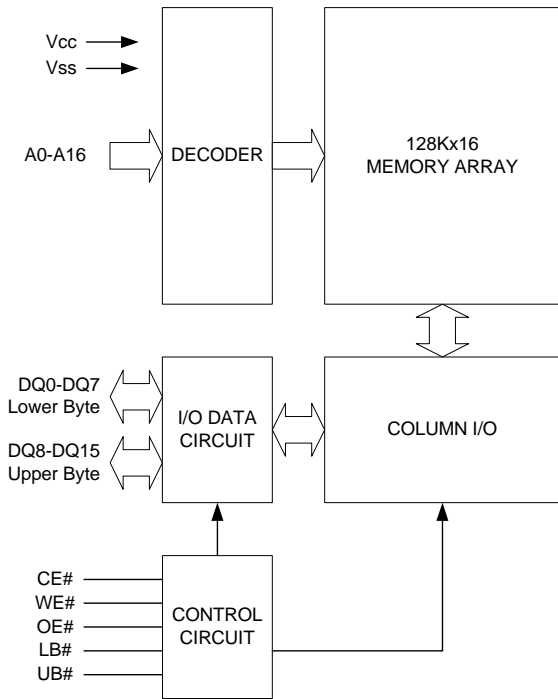 Vcc
Vss
A0-A16
DECODER
128Kx16
MEMORY ARRAY
DQ0-DQ7
Lower Byte
DQ8-DQ15
Upper Byte
I/O DATA
CIRCUIT
COLUMN I/O
CE#
WE#
OE#
LB#
UB#
CONTROL
CIRCUIT